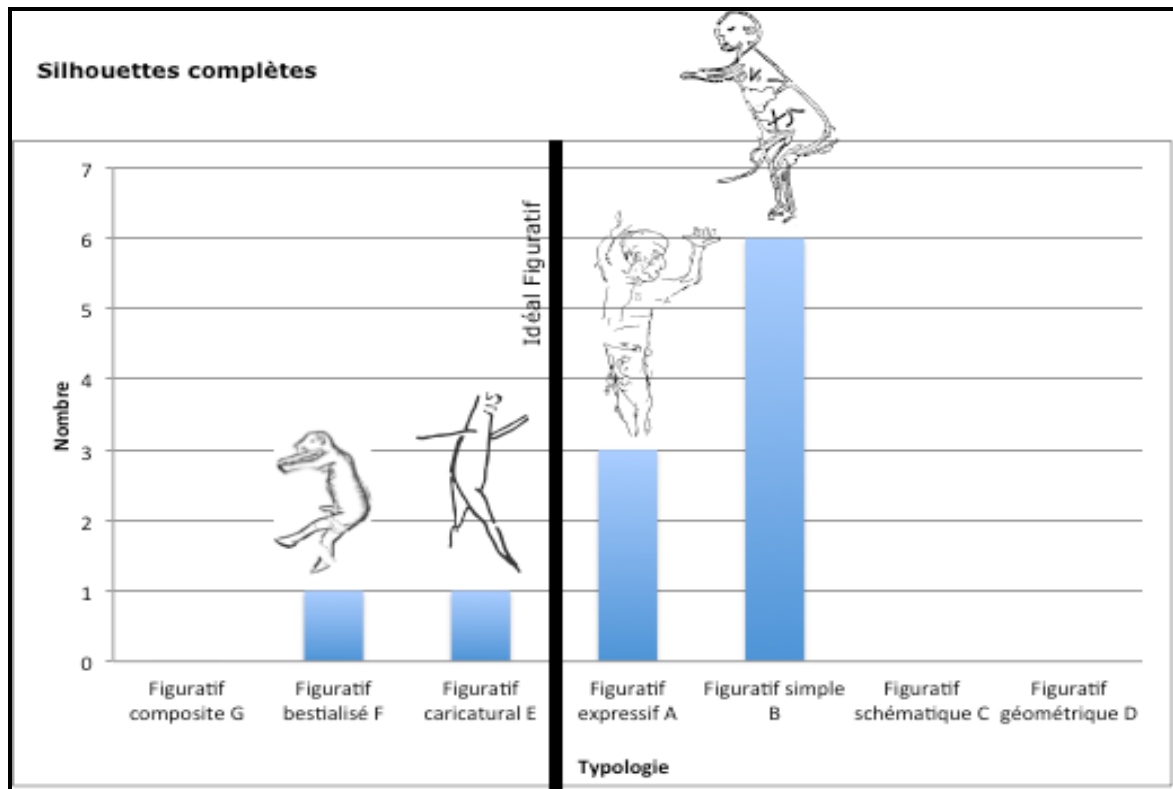 Silhouettes complètes
Idéal Figuratif
Nombre
7
6
5
4
3
2
1
0
Figuratif
composite G
Figuratif
bestialisé F
Figuratif
caricatural E
Figuratif
expressif A
Figuratif simple
B
Figuratif
schématique C
Figuratif
géométrique D
Typologie